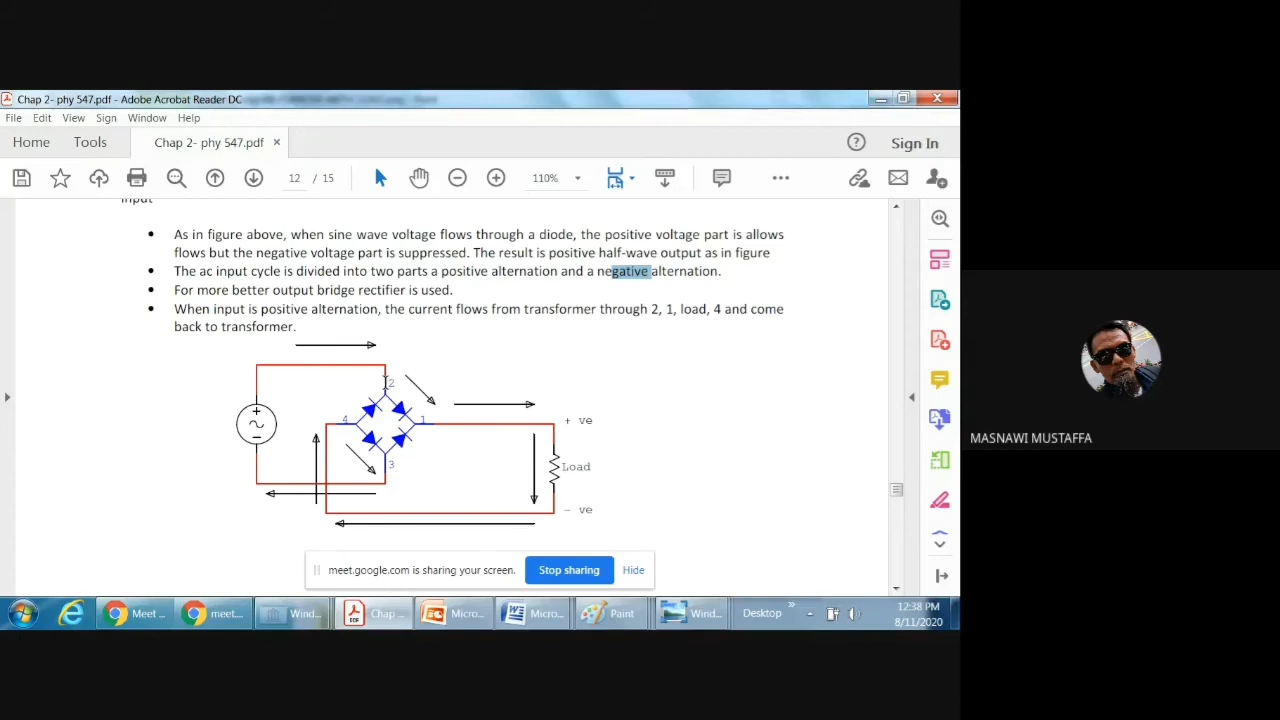 Chap 2- phy 547.pdf - Adobe Acrobat Reader DC
File Edit View Sign Window Help
Home Tools Chap 2- phy 547.pdf × ? Sign In
12 / 15 110%
input
• As in figure above, when sine wave voltage flows through a diode, the positive voltage part is allows
flows but the negative voltage part is suppressed. The result is positive half-wave output as in figure
• The ac input cycle is divided into two parts a positive alternation and a negative alternation.
• For more better output bridge rectifier is used.
• When input is positive alternation, the current flows from transformer through 2, 1, load, 4 and come
back to transformer.
2
+
4 1 + ve
−
3 Load
− ve
meet.google.com is sharing your screen. Stop sharing Hide
MASNAWI MUSTAFFA
Meet ... meet... Wind... Chap ... Micro... Micro... Paint Wind... Desktop » 12:38 PM
8/11/2020